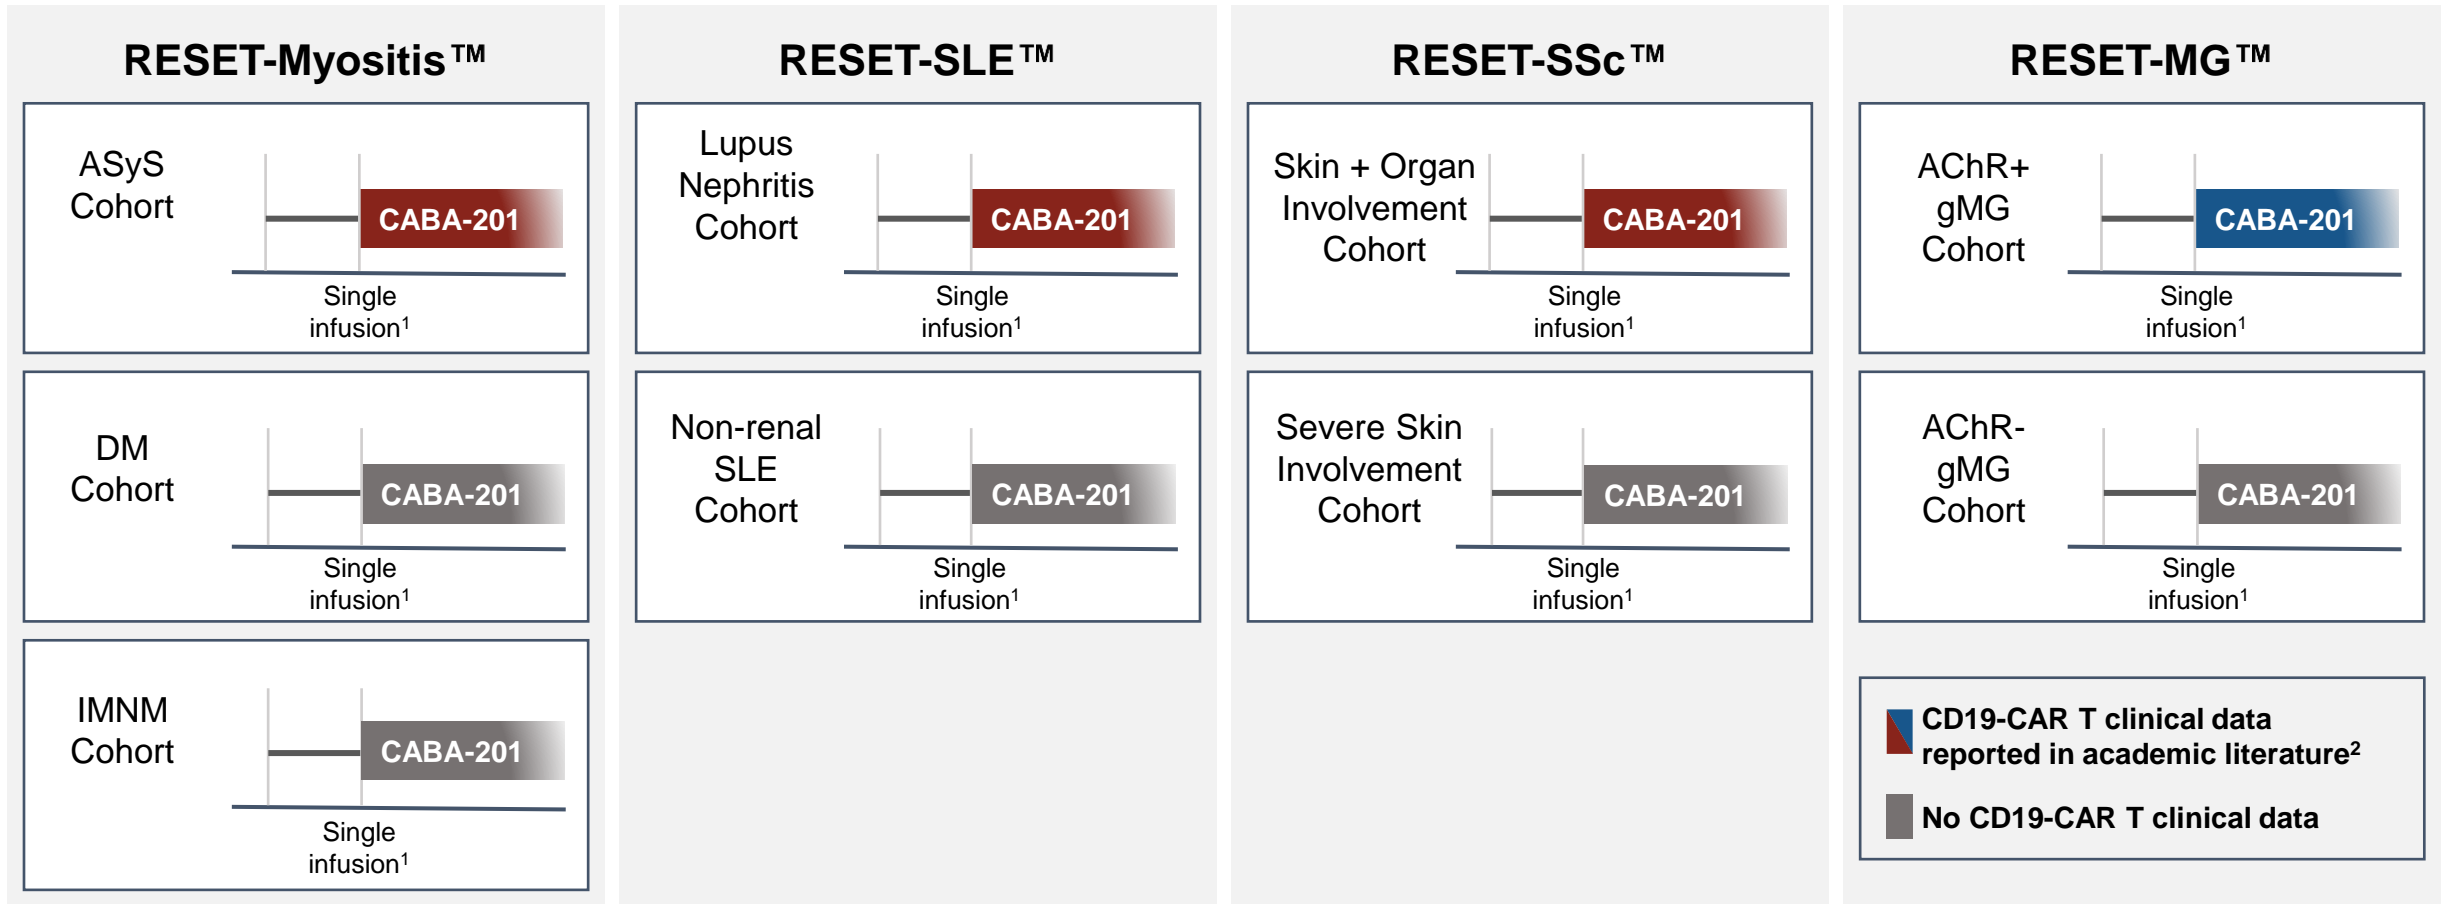 RESET-Myositis™
ASyS
Cohort
CABA-201
Single
infusion¹
DM
Cohort
CABA-201
Single
infusion¹
IMNM
Cohort
CABA-201
Single
infusion¹
RESET-SLE™
Lupus
Nephritis
Cohort
CABA-201
Single
infusion¹
Non-renal
SLE
Cohort
CABA-201
Single
infusion¹
RESET-SSc™
Skin + Organ
Involvement
Cohort
CABA-201
Single
infusion¹
Severe Skin
Involvement
Cohort
CABA-201
Single
infusion¹
RESET-MG™
AChR+
gMG
Cohort
CABA-201
Single
infusion¹
AChR-
gMG
Cohort
CABA-201
Single
infusion¹
CD19-CAR T clinical data
reported in academic literature²
No CD19-CAR T clinical data